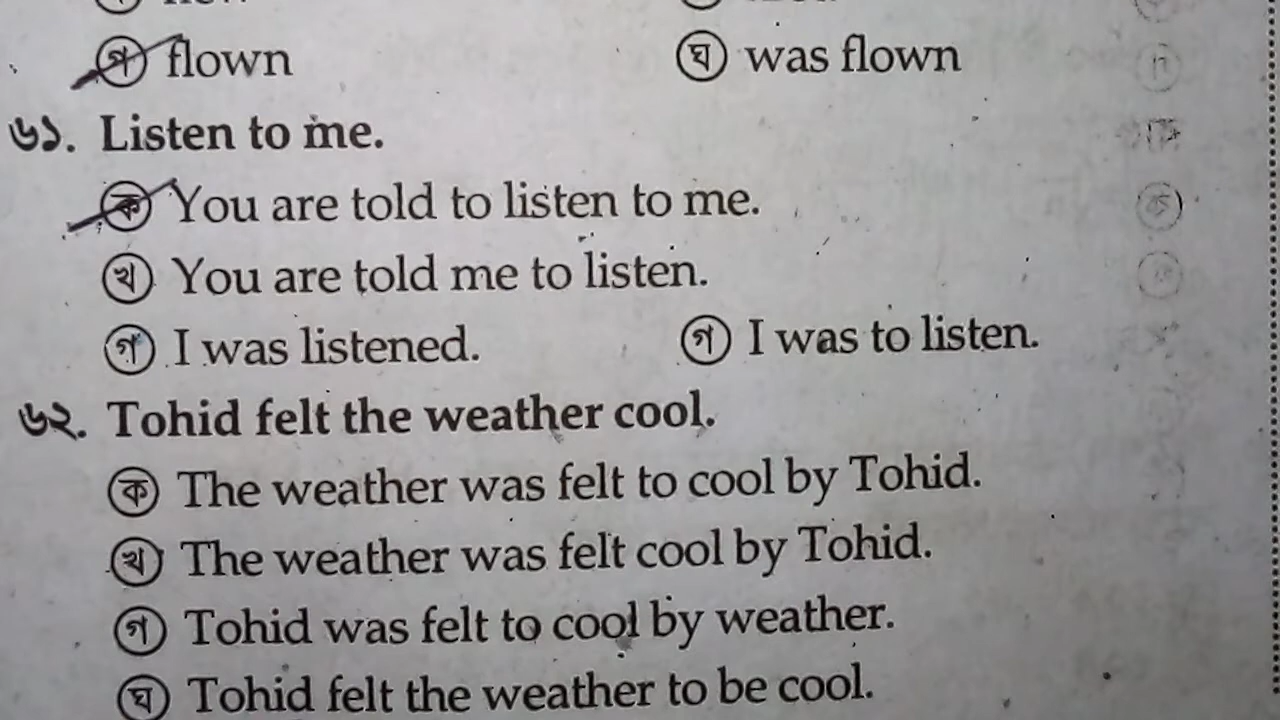 গ flown ঘ was flown
৬১. Listen to me.
ক You are told to listen to me.
খ You are told me to listen.
গ I was listened. গ I was to listen.
৬২. Tohid felt the weather cool.
ক The weather was felt to cool by Tohid.
খ The weather was felt cool by Tohid.
গ Tohid was felt to cool by weather.
ঘ Tohid felt the weather to be cool.